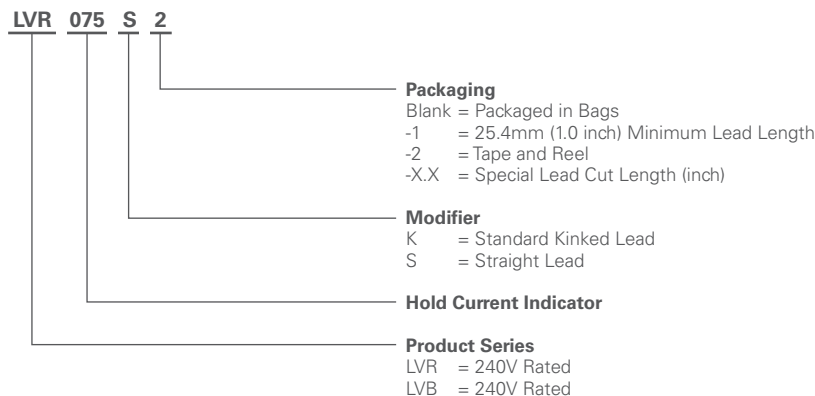 LVR 075 S 2
Packaging
Blank = Packaged in Bags
-1 = 25.4mm (1.0 inch) Minimum Lead Length
-2 = Tape and Reel
-X.X = Special Lead Cut Length (inch)
Modifier
K = Standard Kinked Lead
S = Straight Lead
Hold Current Indicator
Product Series
LVR = 240V Rated
LVB = 240V Rated